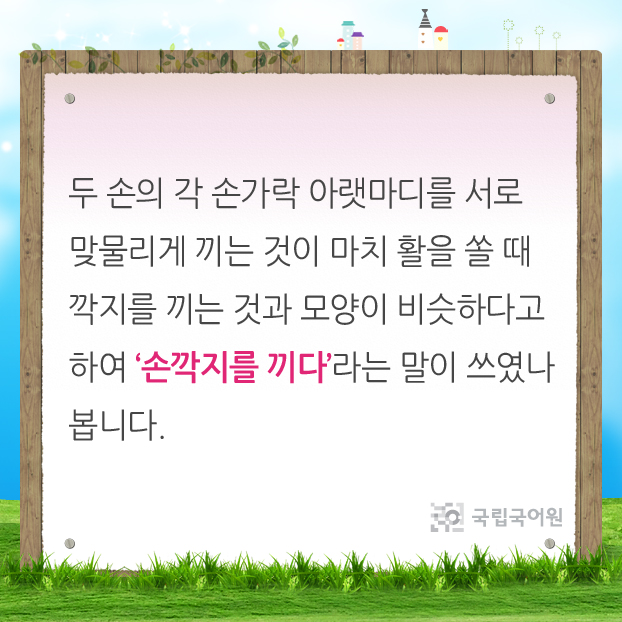 두 손의 각 손가락 아랫마디를 서로
맞물리게 끼는 것이 마치 활을 쏠 때
깍지를 끼는 것과 모양이 비슷하다고
하여 ‘손깍지를 끼다’라는 말이 쓰였나
봅니다.
국립국어원